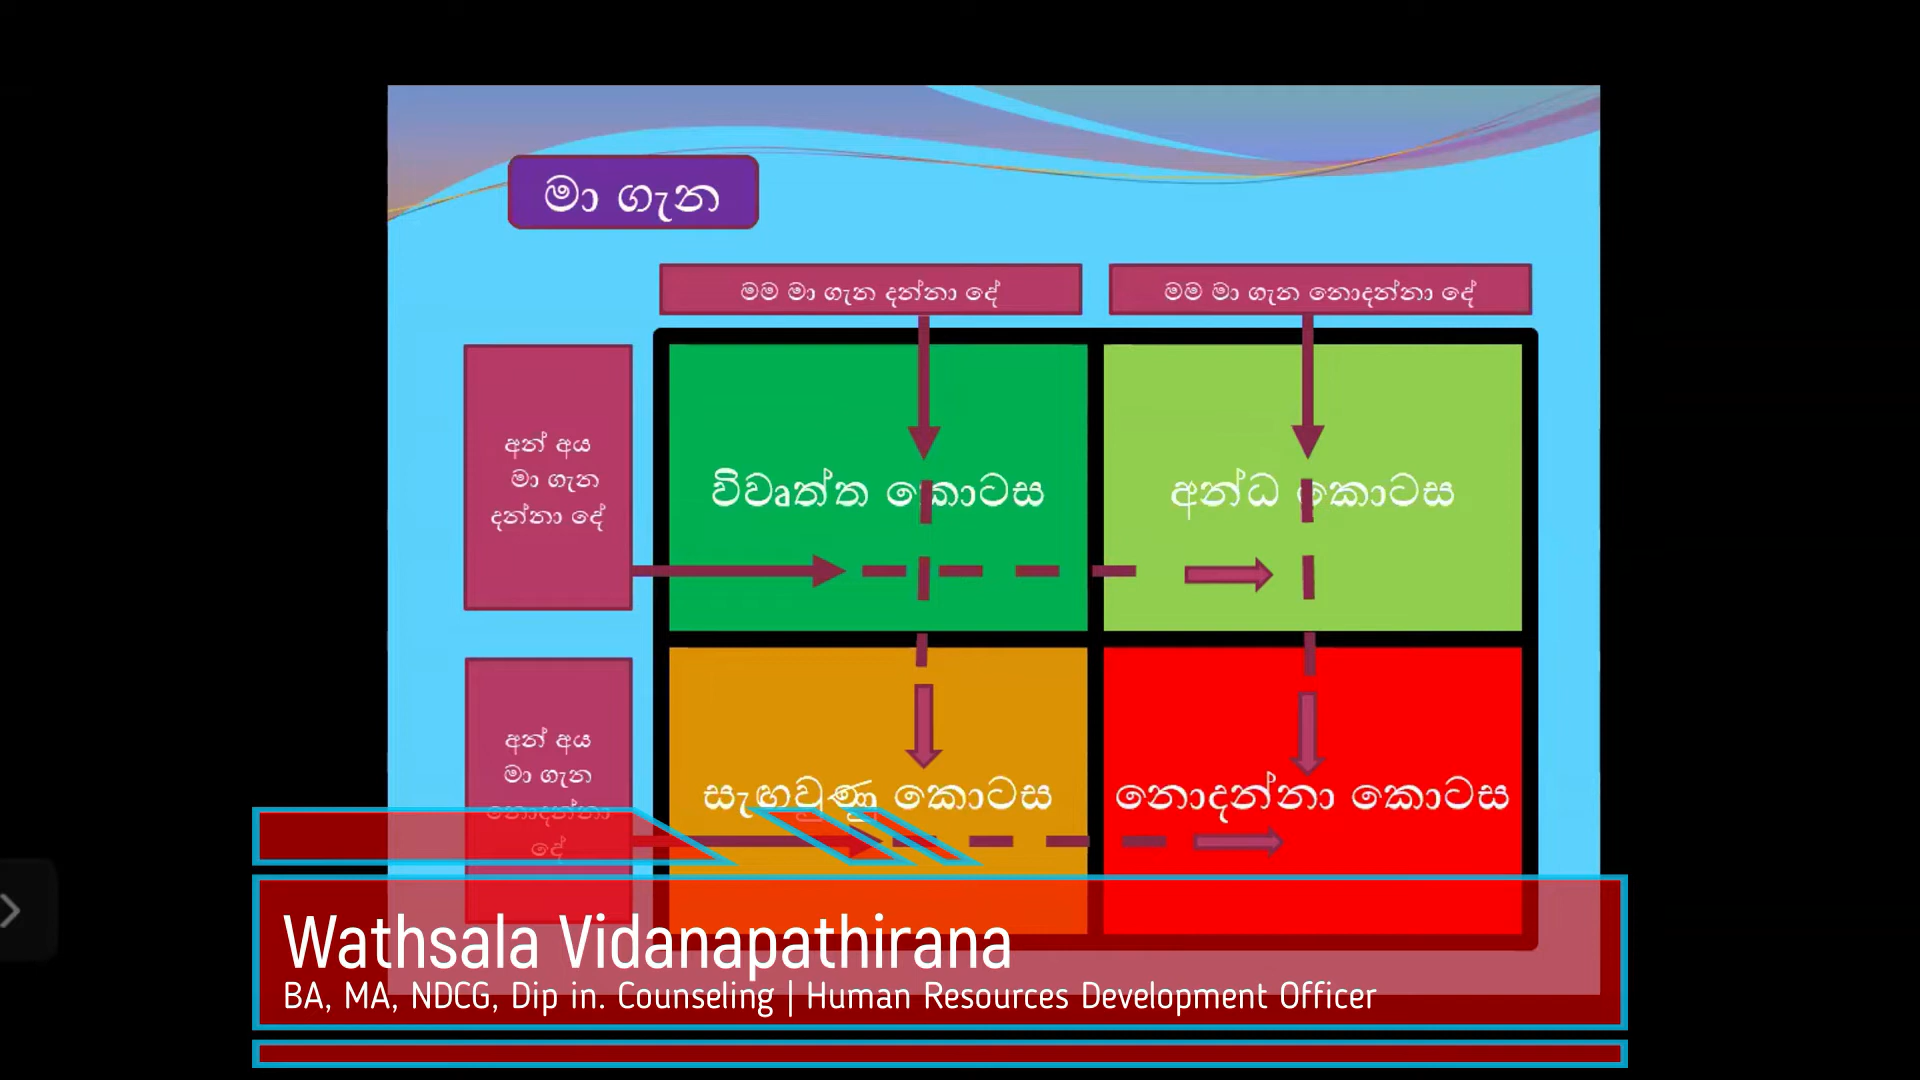 මා ගැන
මම මා ගැන දන්නා දේ
මම මා ගැන නොදන්නා දේ
අන් අය
මා ගැන
දන්නා දේ
විවෘත්ත කොටස
අන්ධ කොටස
අන් අය
මා ගැන
නොදන්නා
දේ
සැඟවුණු කොටස
නොදන්නා කොටස
Wathsala Vidanapathirana
BA, MA, NDCG, Dip in. Counseling | Human Resources Development Officer